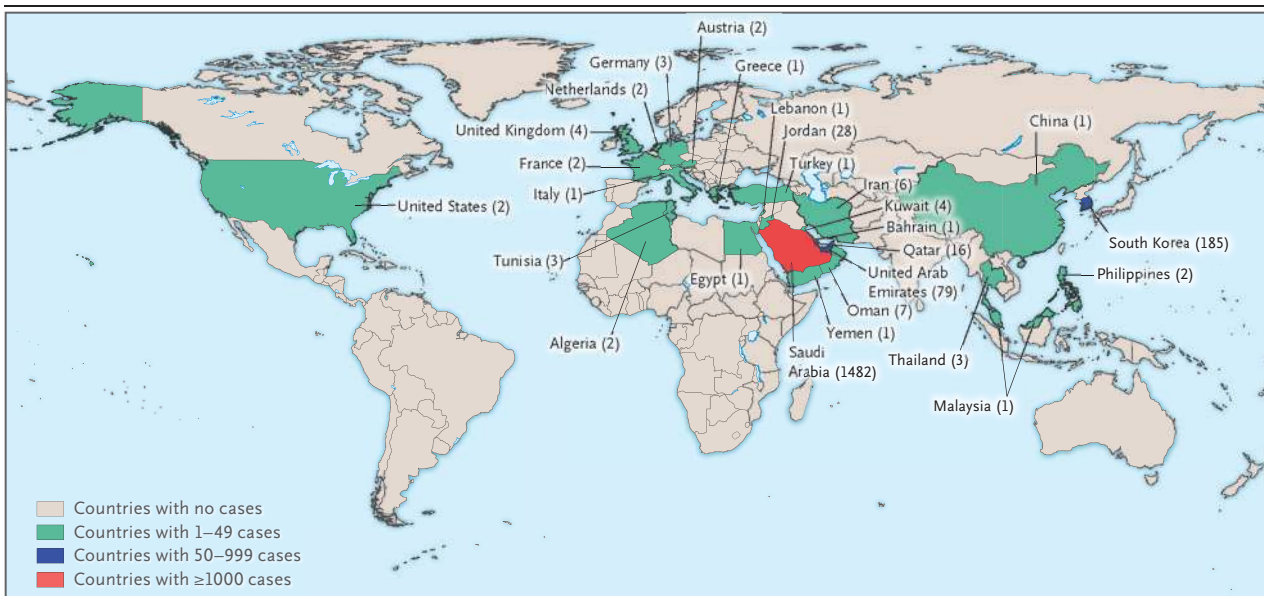 Austria (2)
Germany (3)
Greece (1)
Netherlands (2)
Lebanon (1)
United Kingdom (4)
Jordan (28)
China (1)
France (2)
Turkey (1)
Italy (1)
Iran (6)
United States (2)
Kuwait (4)
Bahrain (1)
South Korea (185)
Qatar (16)
Tunisia (3)
Egypt (1)
United Arab
Emirates (79)
Philippines (2)
Oman (7)
Yemen (1)
Algeria (2)
Saudi
Arabia (1482)
Thailand (3)
Malaysia (1)
Countries with no cases
Countries with 1–49 cases
Countries with 50–999 cases
Countries with ≥1000 cases